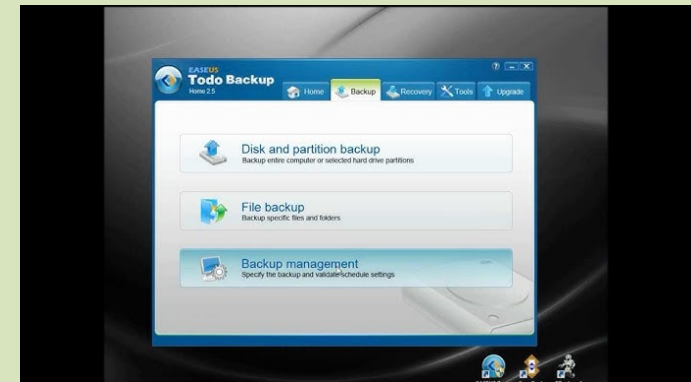 EASEUS
Todo Backup
Home 2.5
Home
Backup
Recovery
Tools
Upgrade
Disk and partition backup
Backup entire computer or selected hard drive partitions
File backup
Backup specific files and folders
Backup management
Specify the backup and validate schedule settings